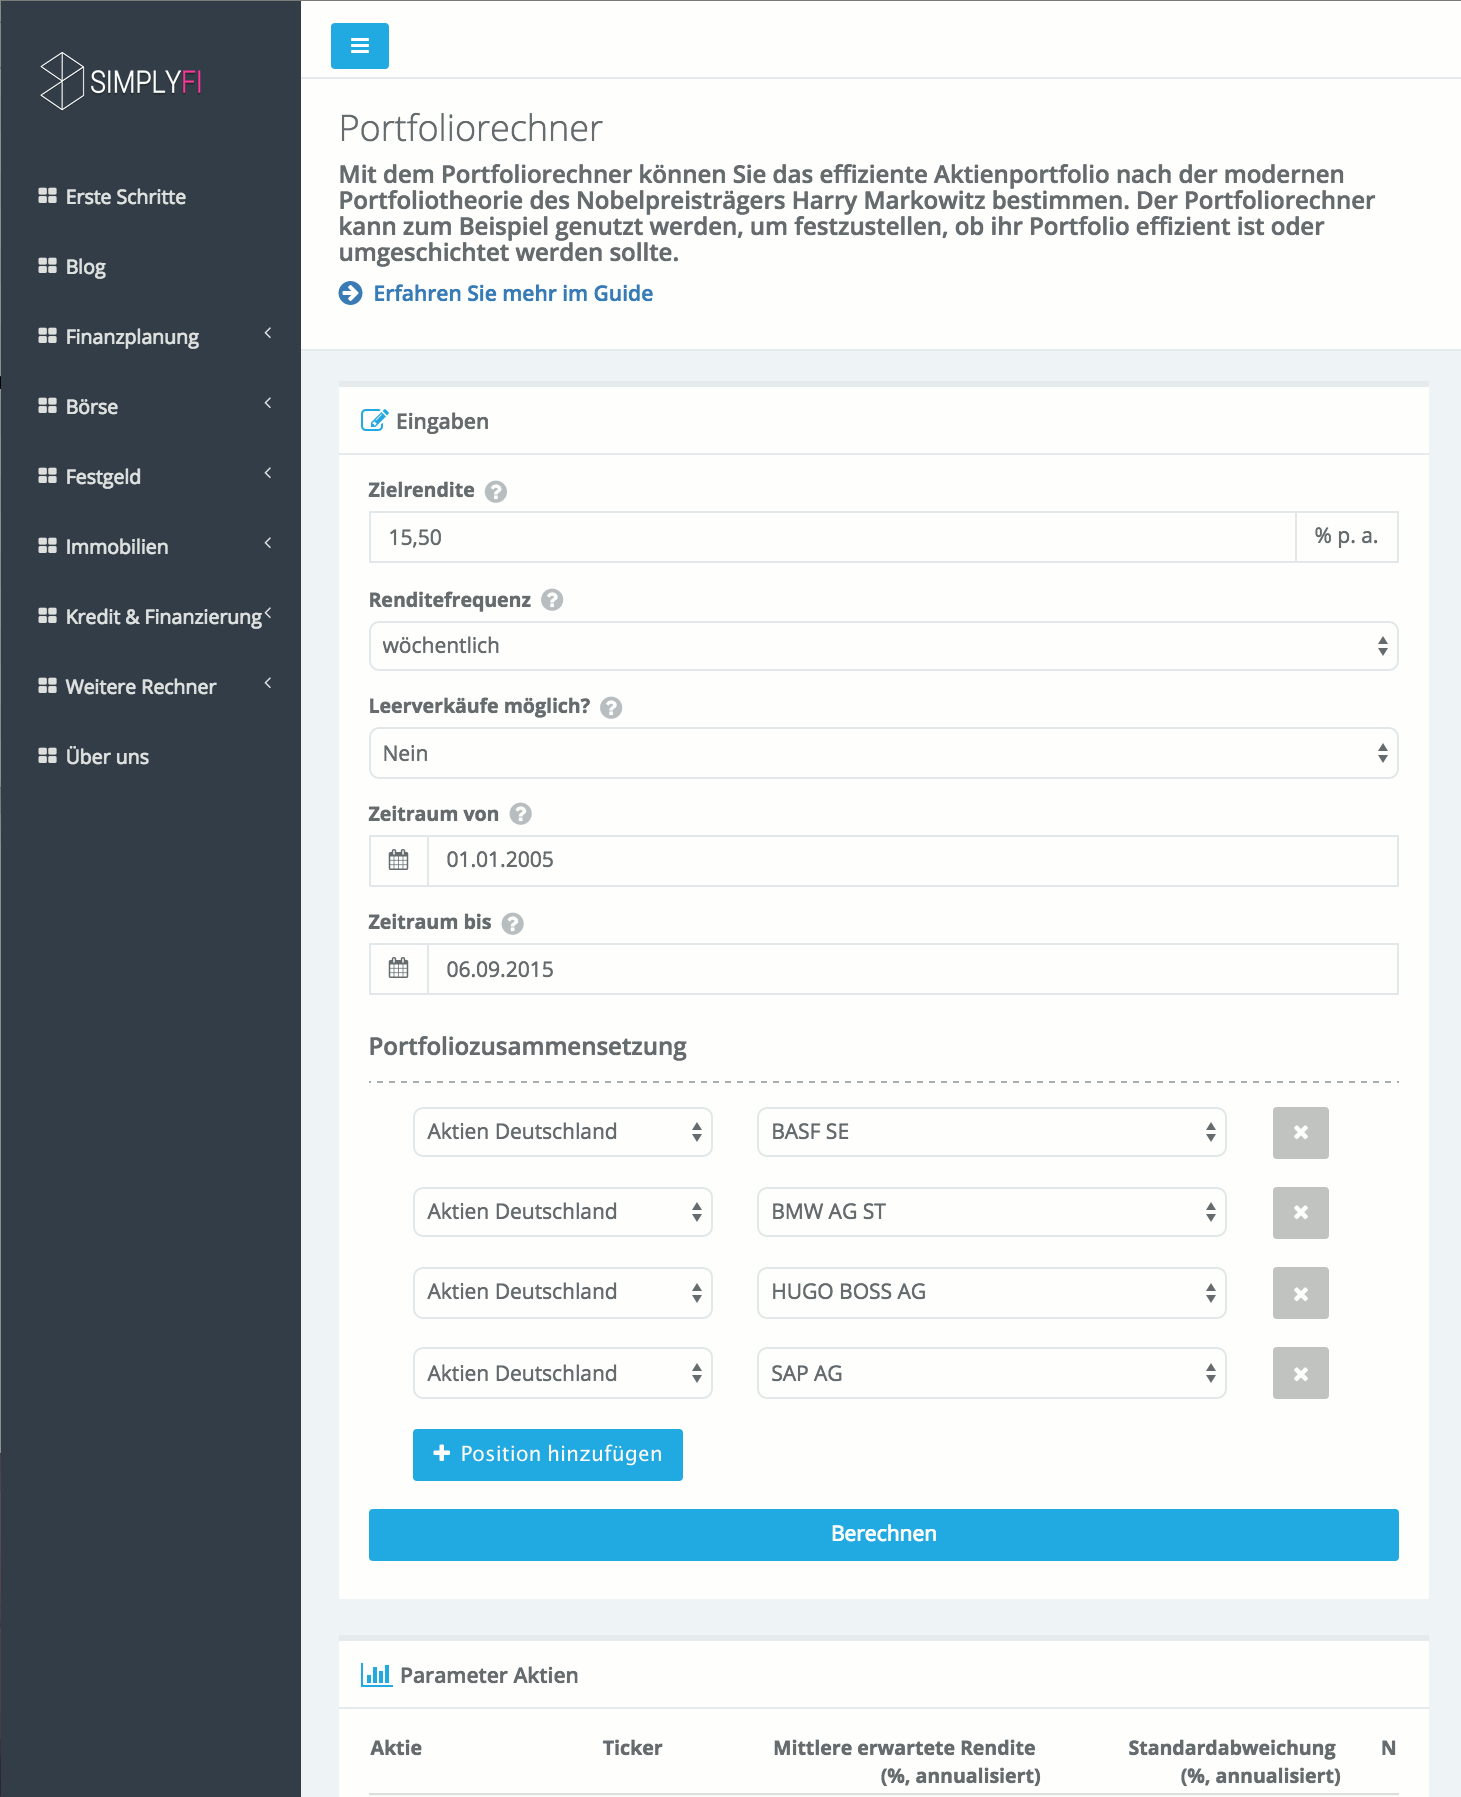 SIMPLYFI
Erste Schritte
Blog
Finanzplanung
Börse
Festgeld
Immobilien
Kredit & Finanzierung
Weitere Rechner
Über uns
Portfoliorechner
Mit dem Portfoliorechner können Sie das effiziente Aktienportfolio nach der modernen
Portfoliotheorie des Nobelpreisträgers Harry Markowitz bestimmen. Der Portfoliorechner
kann zum Beispiel genutzt werden, um festzustellen, ob ihr Portfolio effizient ist oder
umgeschichtet werden sollte.
Erfahren Sie mehr im Guide
Eingaben
Zielrendite ?
15,50 % p. a.
Renditefrequenz ?
wöchentlich
Leerverkäufe möglich? ?
Nein
Zeitraum von ?
01.01.2005
Zeitraum bis ?
06.09.2015
Portfoliozusammensetzung
Aktien Deutschland BASF SE
Aktien Deutschland BMW AG ST
Aktien Deutschland HUGO BOSS AG
Aktien Deutschland SAP AG
Position hinzufügen
Berechnen
Parameter Aktien
Aktie Ticker Mittlere erwartete Rendite Standardabweichung N
(%, annualisiert) (%, annualisiert)